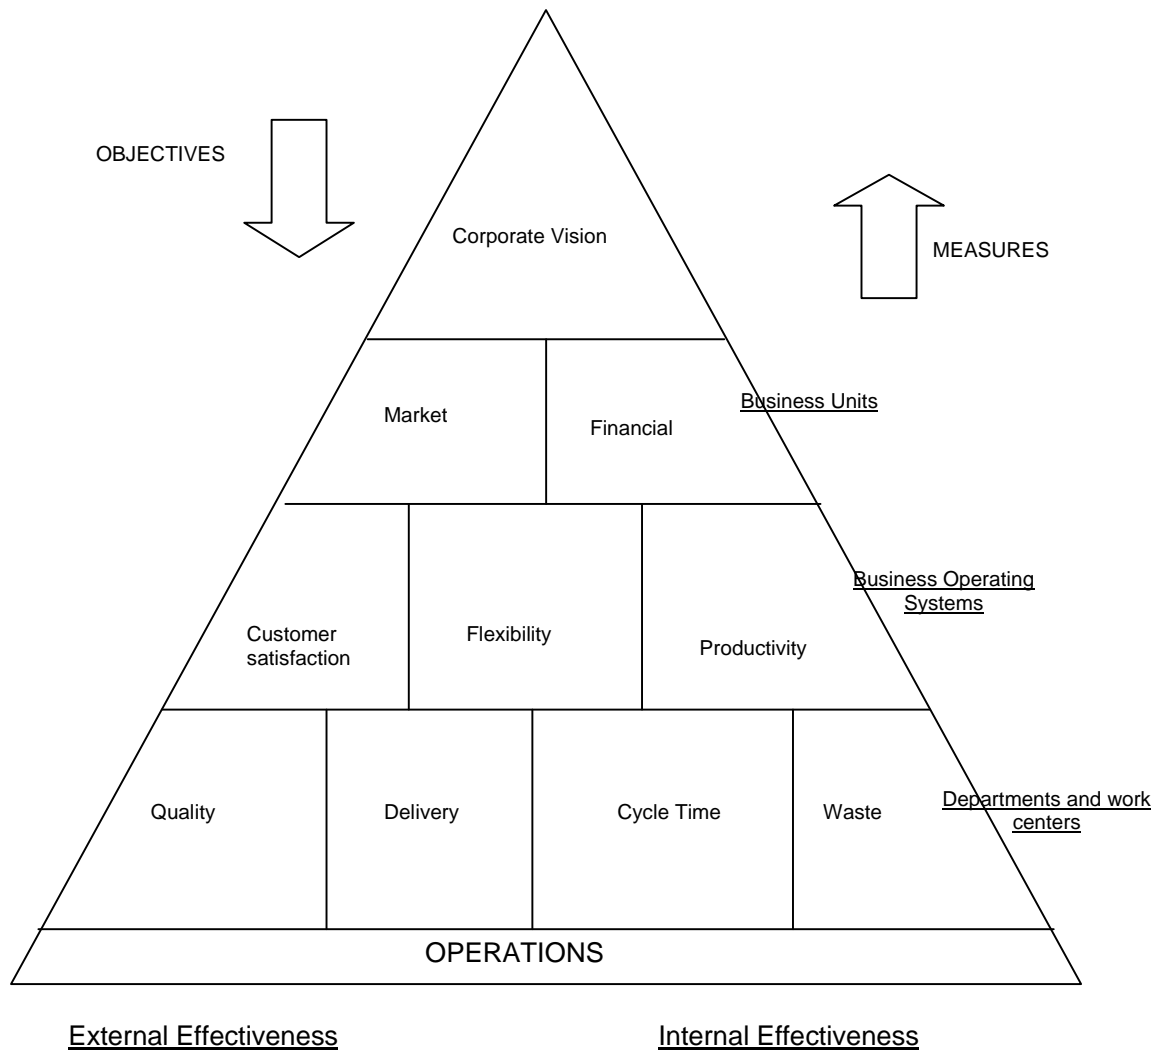 OBJECTIVES
Corporate Vision
MEASURES
Market
Financial
Business Units
Customer
satisfaction
Flexibility
Productivity
Business Operating
Systems
Quality
Delivery
Cycle Time
Waste
Departments and work
centers
OPERATIONS
External Effectiveness
Internal Effectiveness